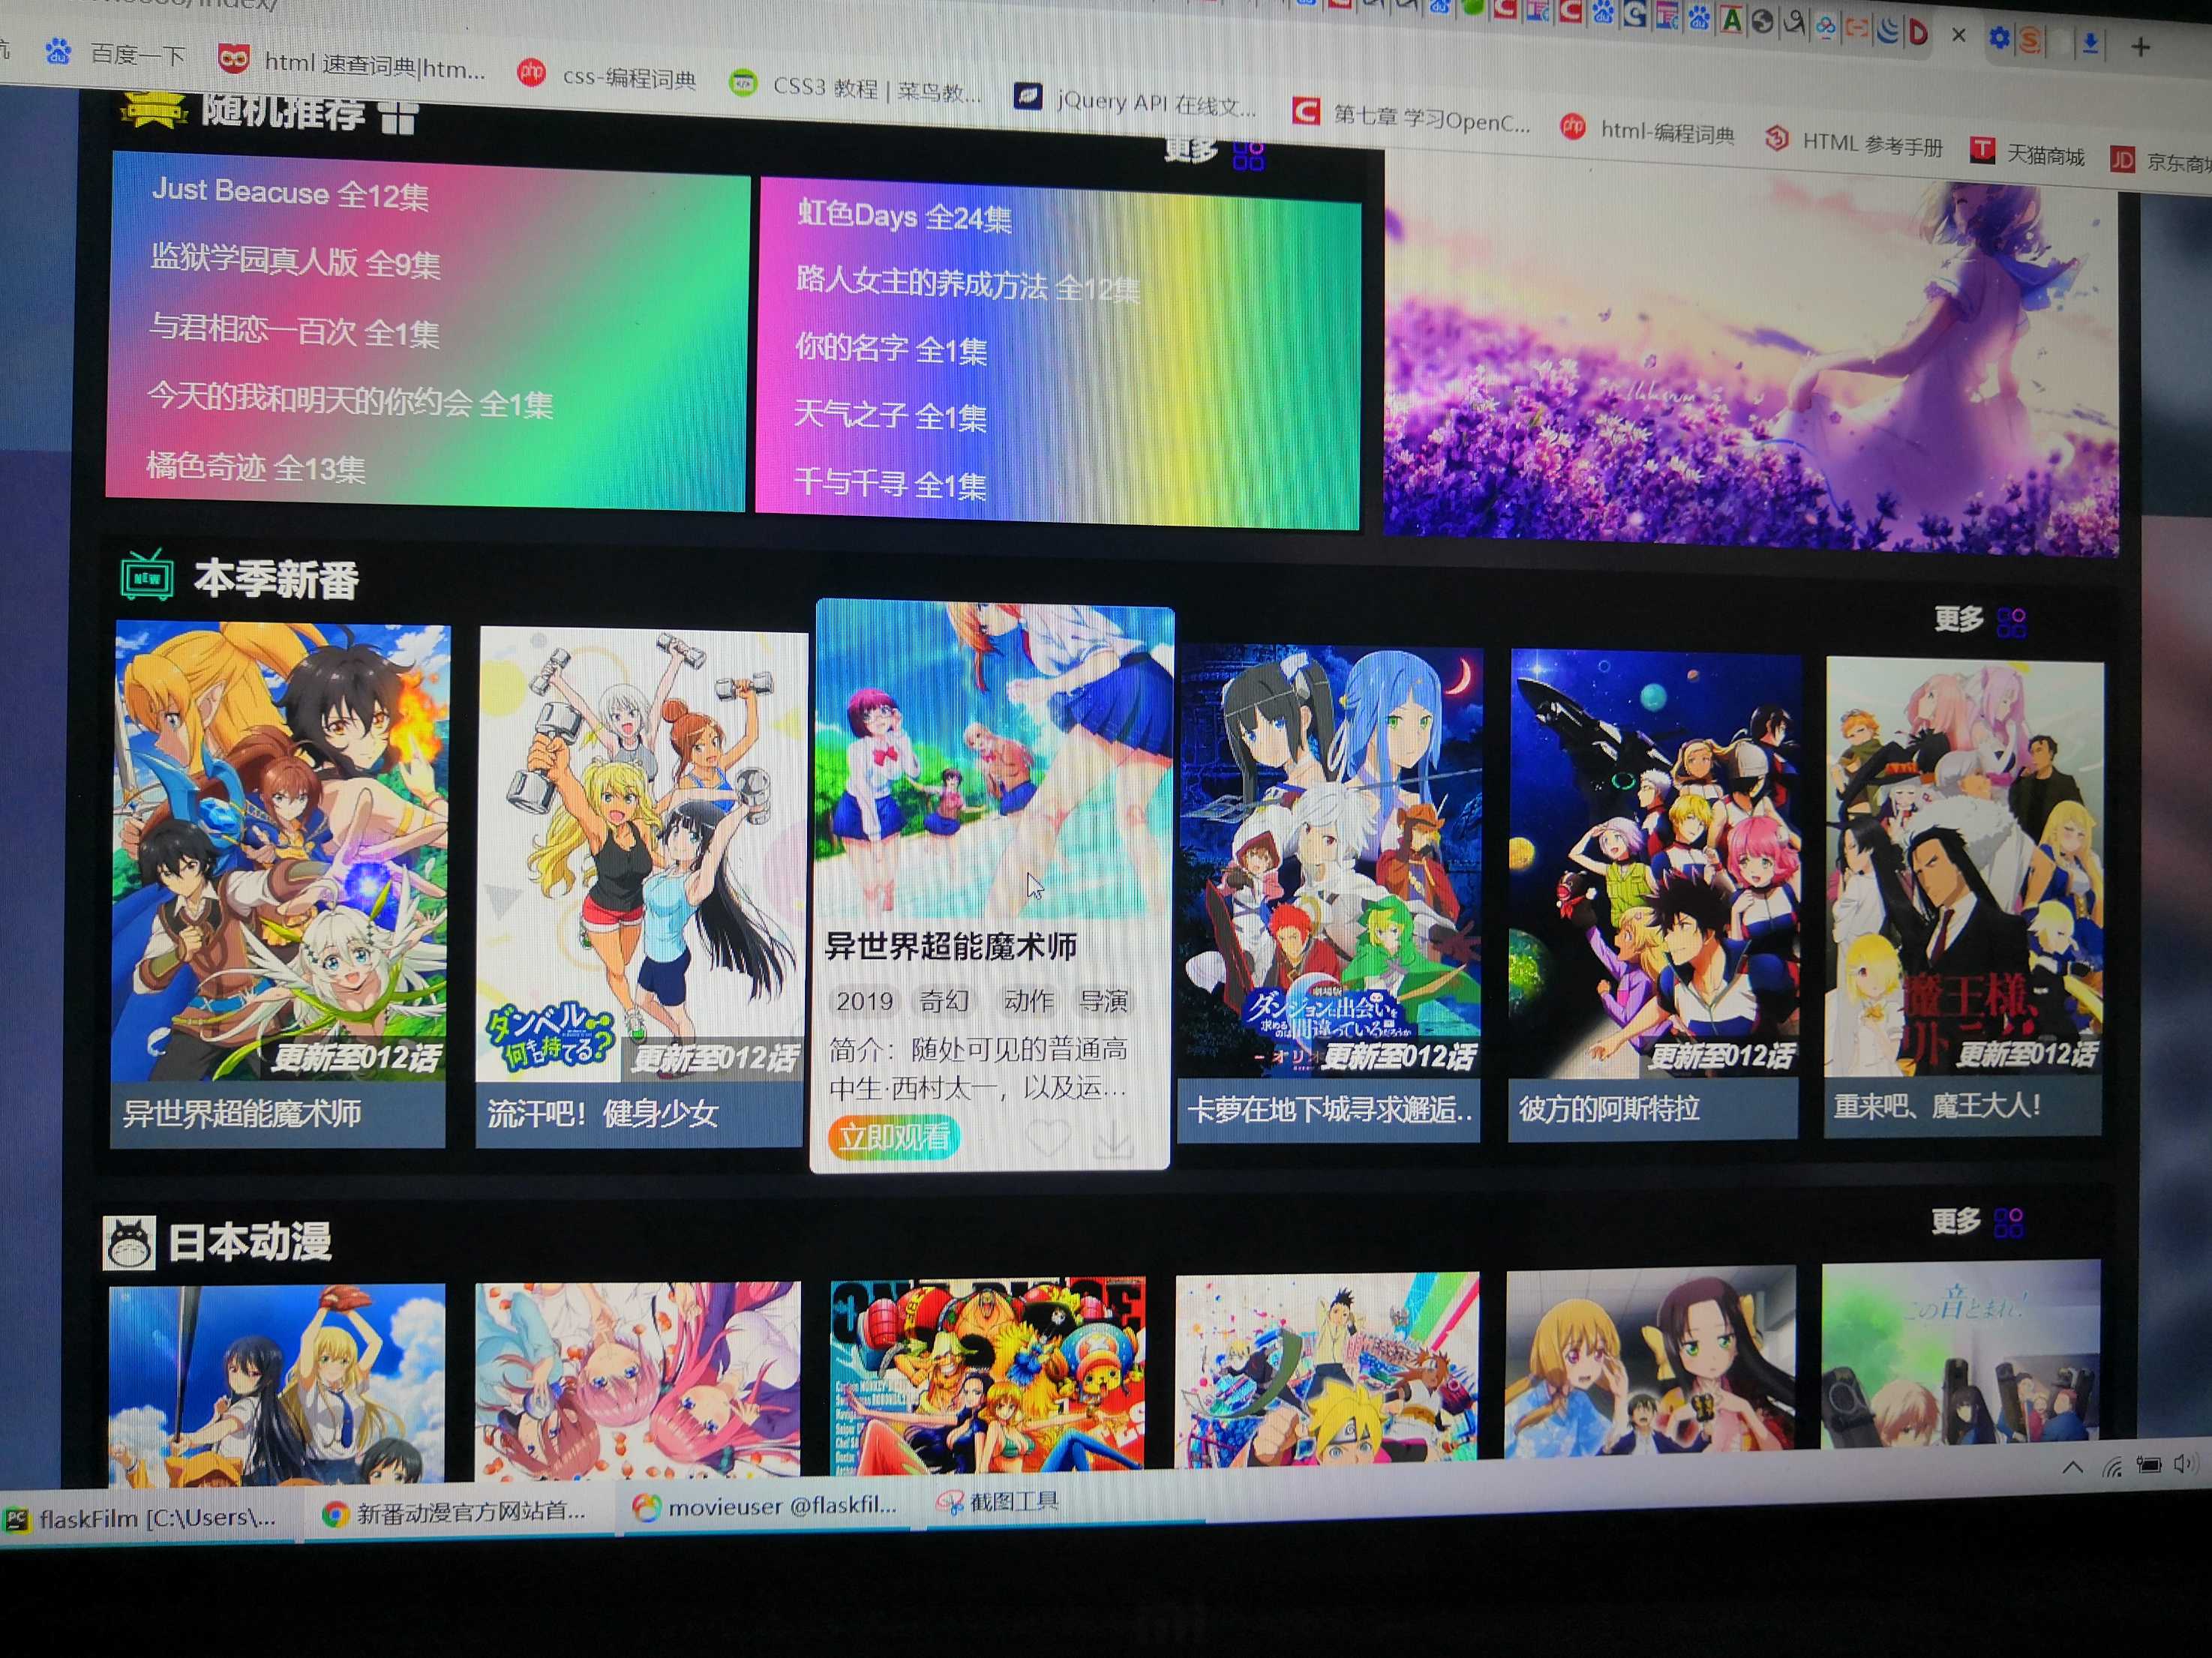 /index/
百度一下
html 速查词典|htm...
css-编程词典
CSS3 教程 | 菜鸟教...
jQuery API 在线文...
第七章 学习OpenC...
html-编程词典
HTML 参考手册
天猫商城
京东商城
随机推荐
更多
Just Beacuse 全12集
监狱学园真人版 全9集
与君相恋一百次 全1集
今天的我和明天的你约会 全1集
橘色奇迹 全13集
虹色Days 全24集
路人女主的养成方法 全12集
你的名字 全1集
天气之子 全1集
千与千寻 全1集
NEW
本季新番
更多
更新至012话
异世界超能魔术师
ダンベル
何キロ持てる?
更新至012话
流汗吧！健身少女
异世界超能魔术师
2019 奇幻 动作 导演
简介：随处可见的普通高
中生·西村太一，以及运...
立即观看
劇場版
ダンジョンに出会いを
求めるのは間違っているだろうか
更新至012话
卡萝在地下城寻求邂逅..
更新至012话
彼方的阿斯特拉
魔王様、
更新至012话
重来吧、魔王大人！
日本动漫
更多
この音とまれ!
PC
flaskFilm [C:\Users\...
新番动漫官方网站首...
movieuser @flaskfil...
截图工具